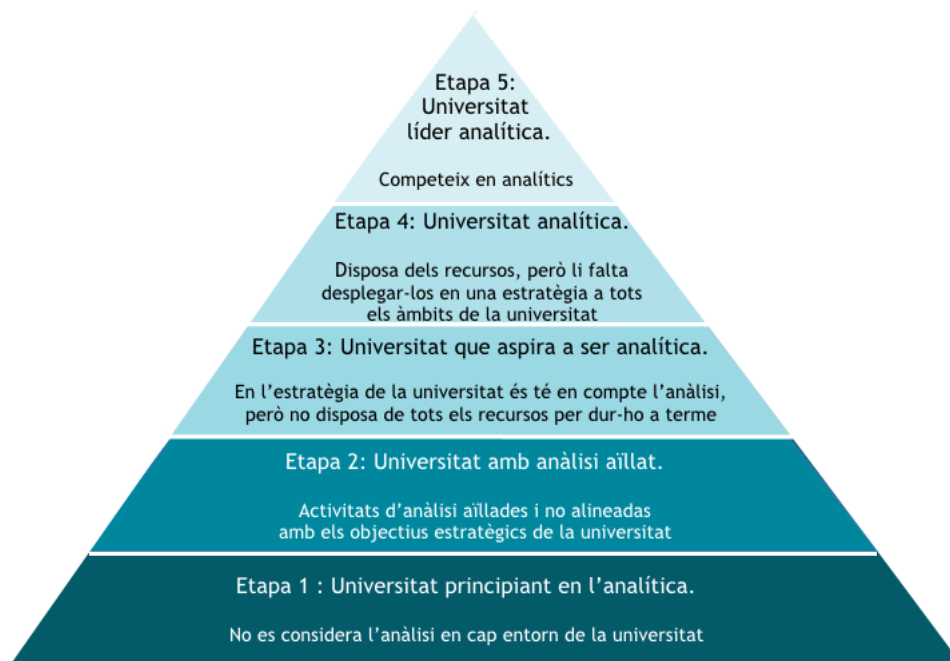 Etapa 5:
Universitat
líder analítica.
Competeix en analítics
Etapa 4: Universitat analítica.
Disposa dels recursos, però li falta
desplegar-los en una estratègia a tots
els àmbits de la universitat
Etapa 3: Universitat que aspira a ser analítica.
En l’estratègia de la universitat és té en compte l’anàlisi,
però no disposa de tots els recursos per dur-ho a terme
Etapa 2: Universitat amb anàlisi aïllat.
Activitats d’anàlisi aïllades i no alineadas
amb els objectius estratègics de la universitat
Etapa 1 : Universitat principiant en l’analítica.
No es considera l’anàlisi en cap entorn de la universitat